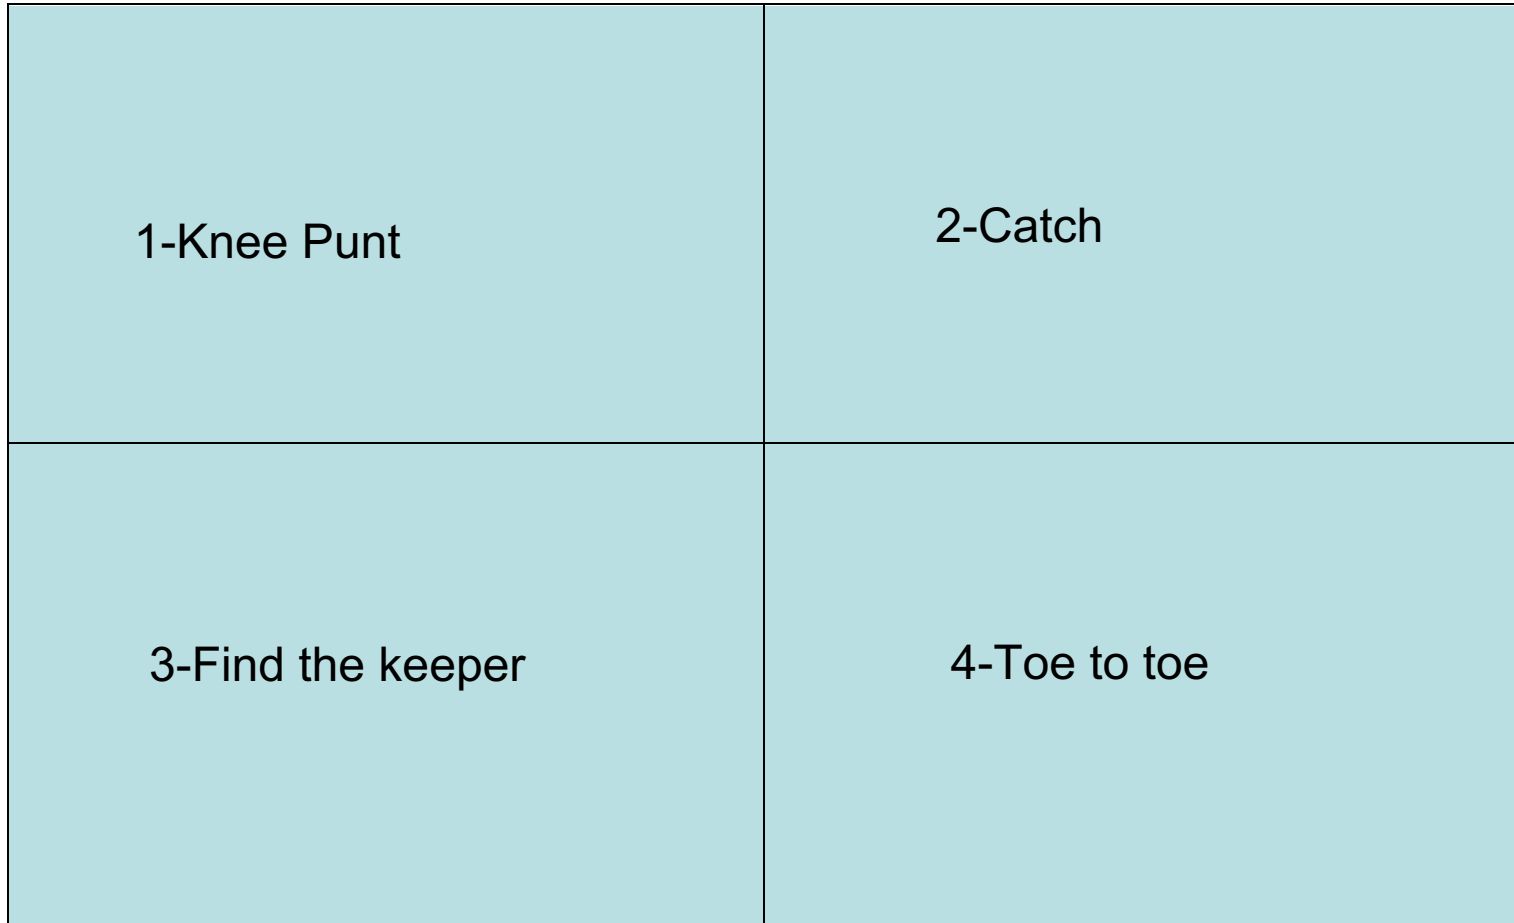 1-Knee Punt
2-Catch
3-Find the keeper
4-Toe to toe